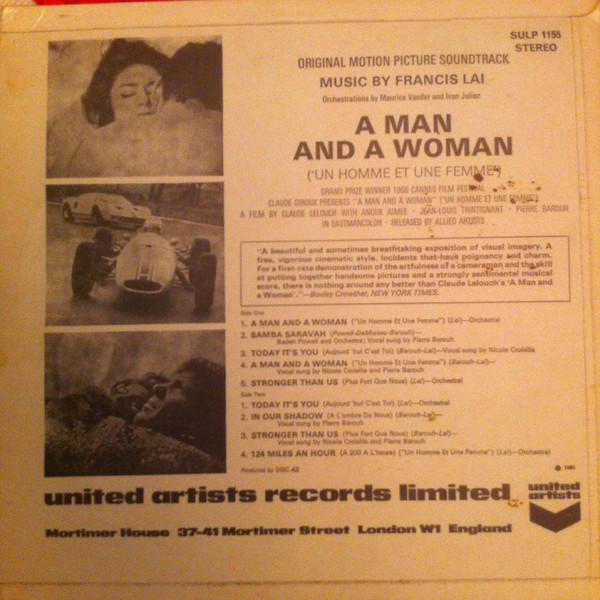 SULP 1155
STEREO
ORIGINAL MOTION PICTURE SOUNDTRACK
MUSIC BY FRANCIS LAI
Orchestrations by Maurice Vander and Ivan Julien
A MAN
AND A WOMAN
('UN HOMME ET UNE FEMME')
GRAND PRIZE WINNER 1966 CANNES FILM FESTIVAL
CLAUDE GIROUX PRESENTS "A MAN AND A WOMAN" ("UN HOMME ET UNE FEMME")
A FILM BY CLAUDE LELOUCH WITH ANOUK AIMEE · JEAN-LOUIS TRINTIGNANT · PIERRE BAROUH
IN EASTMANCOLOR · RELEASED BY ALLIED ARTISTS
"A beautiful and sometimes breathtaking exposition of visual imagery. A
free, vigorous cinematic style. Incidents that have poignancy and charm.
For a first-rate demonstration of the artfulness of a cameraman and the skill
at putting together handsome pictures and a strongly sentimental musical
score, there is nothing around any better than Claude Lelouch's 'A Man and
a Woman'."—Bosley Crowther, NEW YORK TIMES.
Side One
1. A MAN AND A WOMAN ("Un Homme Et Une Femme") (Lai)—Orchestra
2. SAMBA SARAVAH (Powell-DeMoraes-Barouh)—
Baden Powell and Orchestra; Vocal sung by Pierre Barouh
3. TODAY IT'S YOU (Aujourd 'hui C'est Toi) (Barouh-Lai)—Vocal sung by Nicole Croisille
4. A MAN AND A WOMAN ("Un Homme Et Une Femme") (Barouh-Lai)—
Vocal sung by Nicole Croisille and Pierre Barouh
5. STRONGER THAN US (Plus Fort Que Nous) (Lai)—Orchestral
Side Two
1. TODAY IT'S YOU (Aujourd 'hui C'est Toi) (Lai)—Orchestral
2. IN OUR SHADOW (A L'ombre De Nous) (Barouh-Lai)—
Vocal sung by Pierre Barouh
3. STRONGER THAN US (Plus Fort Que Nous) (Barouh-Lai)—
Vocal sung by Nicole Croisille and Pierre Barouh
4. 124 MILES AN HOUR (A 200 A L'heure) ("Un Homme Et Une Femme") (Lai)—Orchestral
Produced by DISC AZ
united artists records limited
united
artists
Mortimer House 37-41 Mortimer Street London W1 England